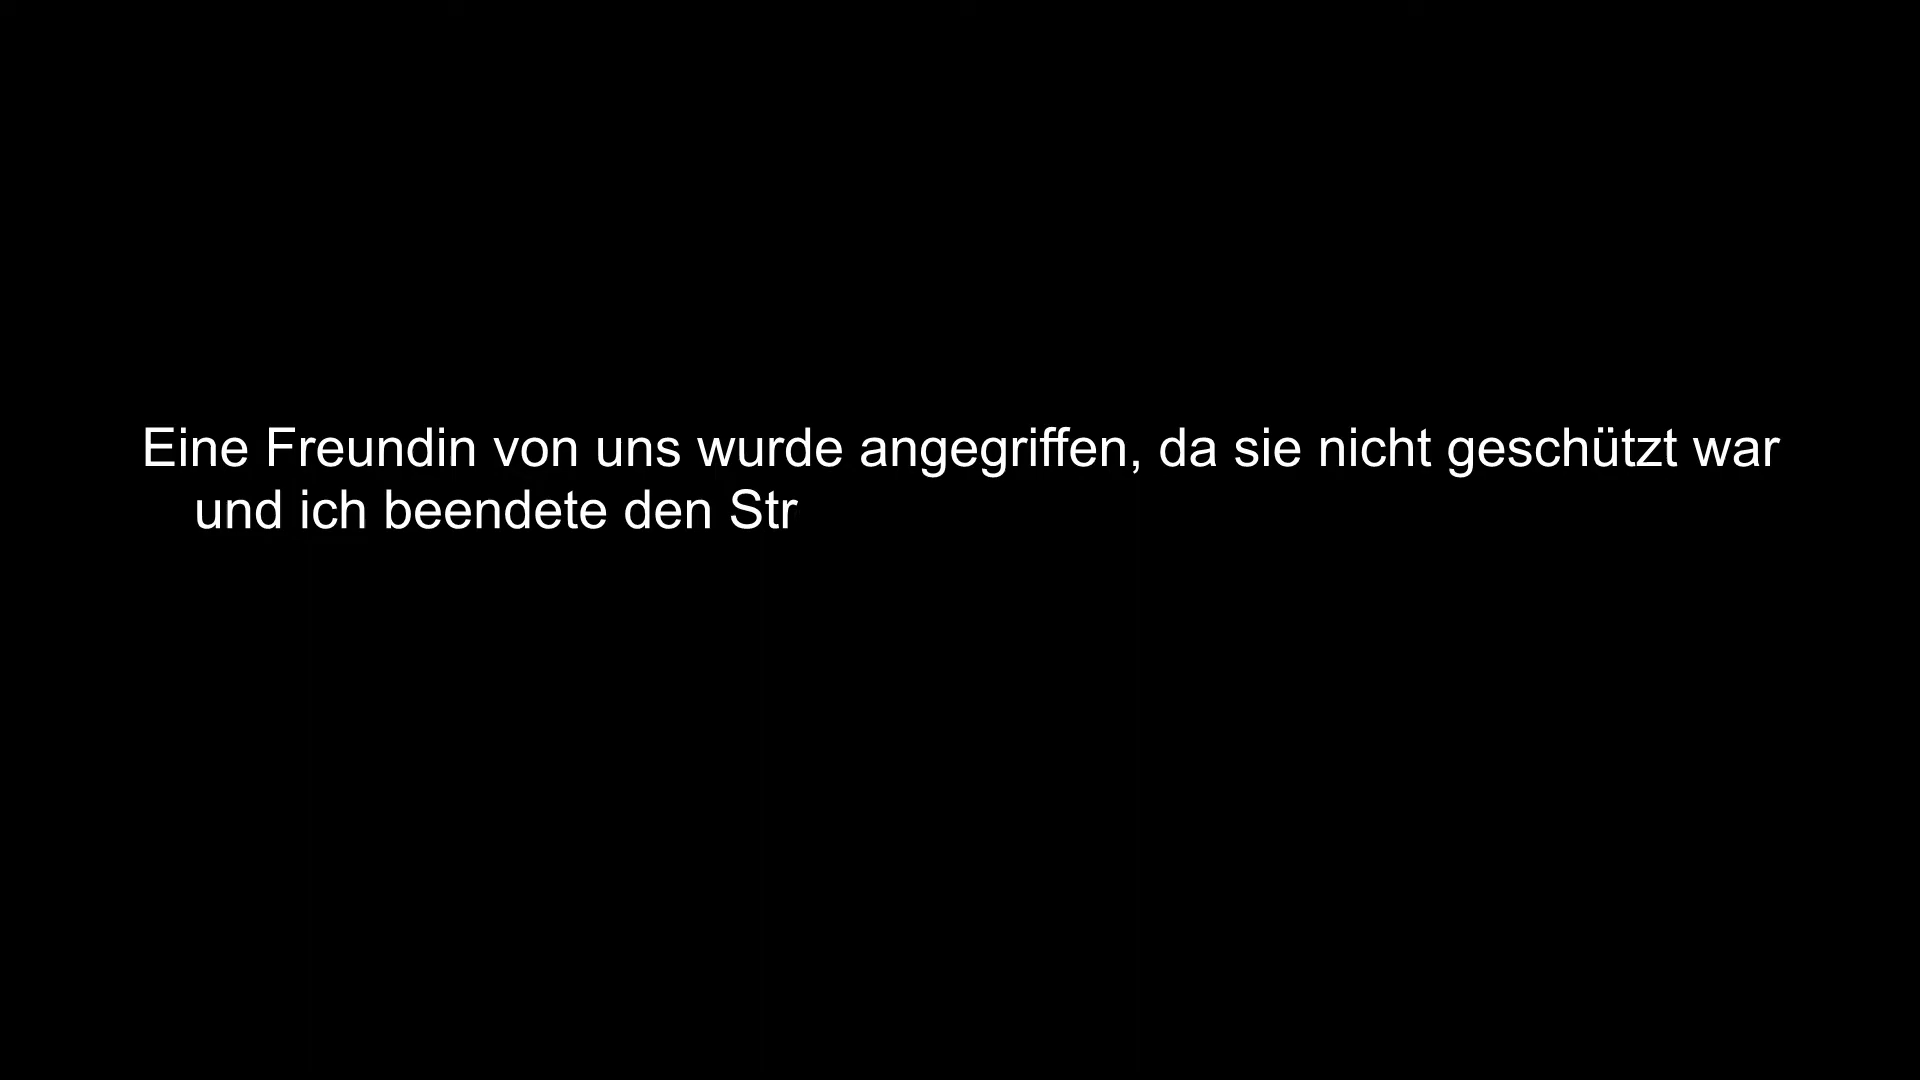 Eine Freundin von uns wurde angegriffen, da sie nicht geschützt war
und ich beendete den Str